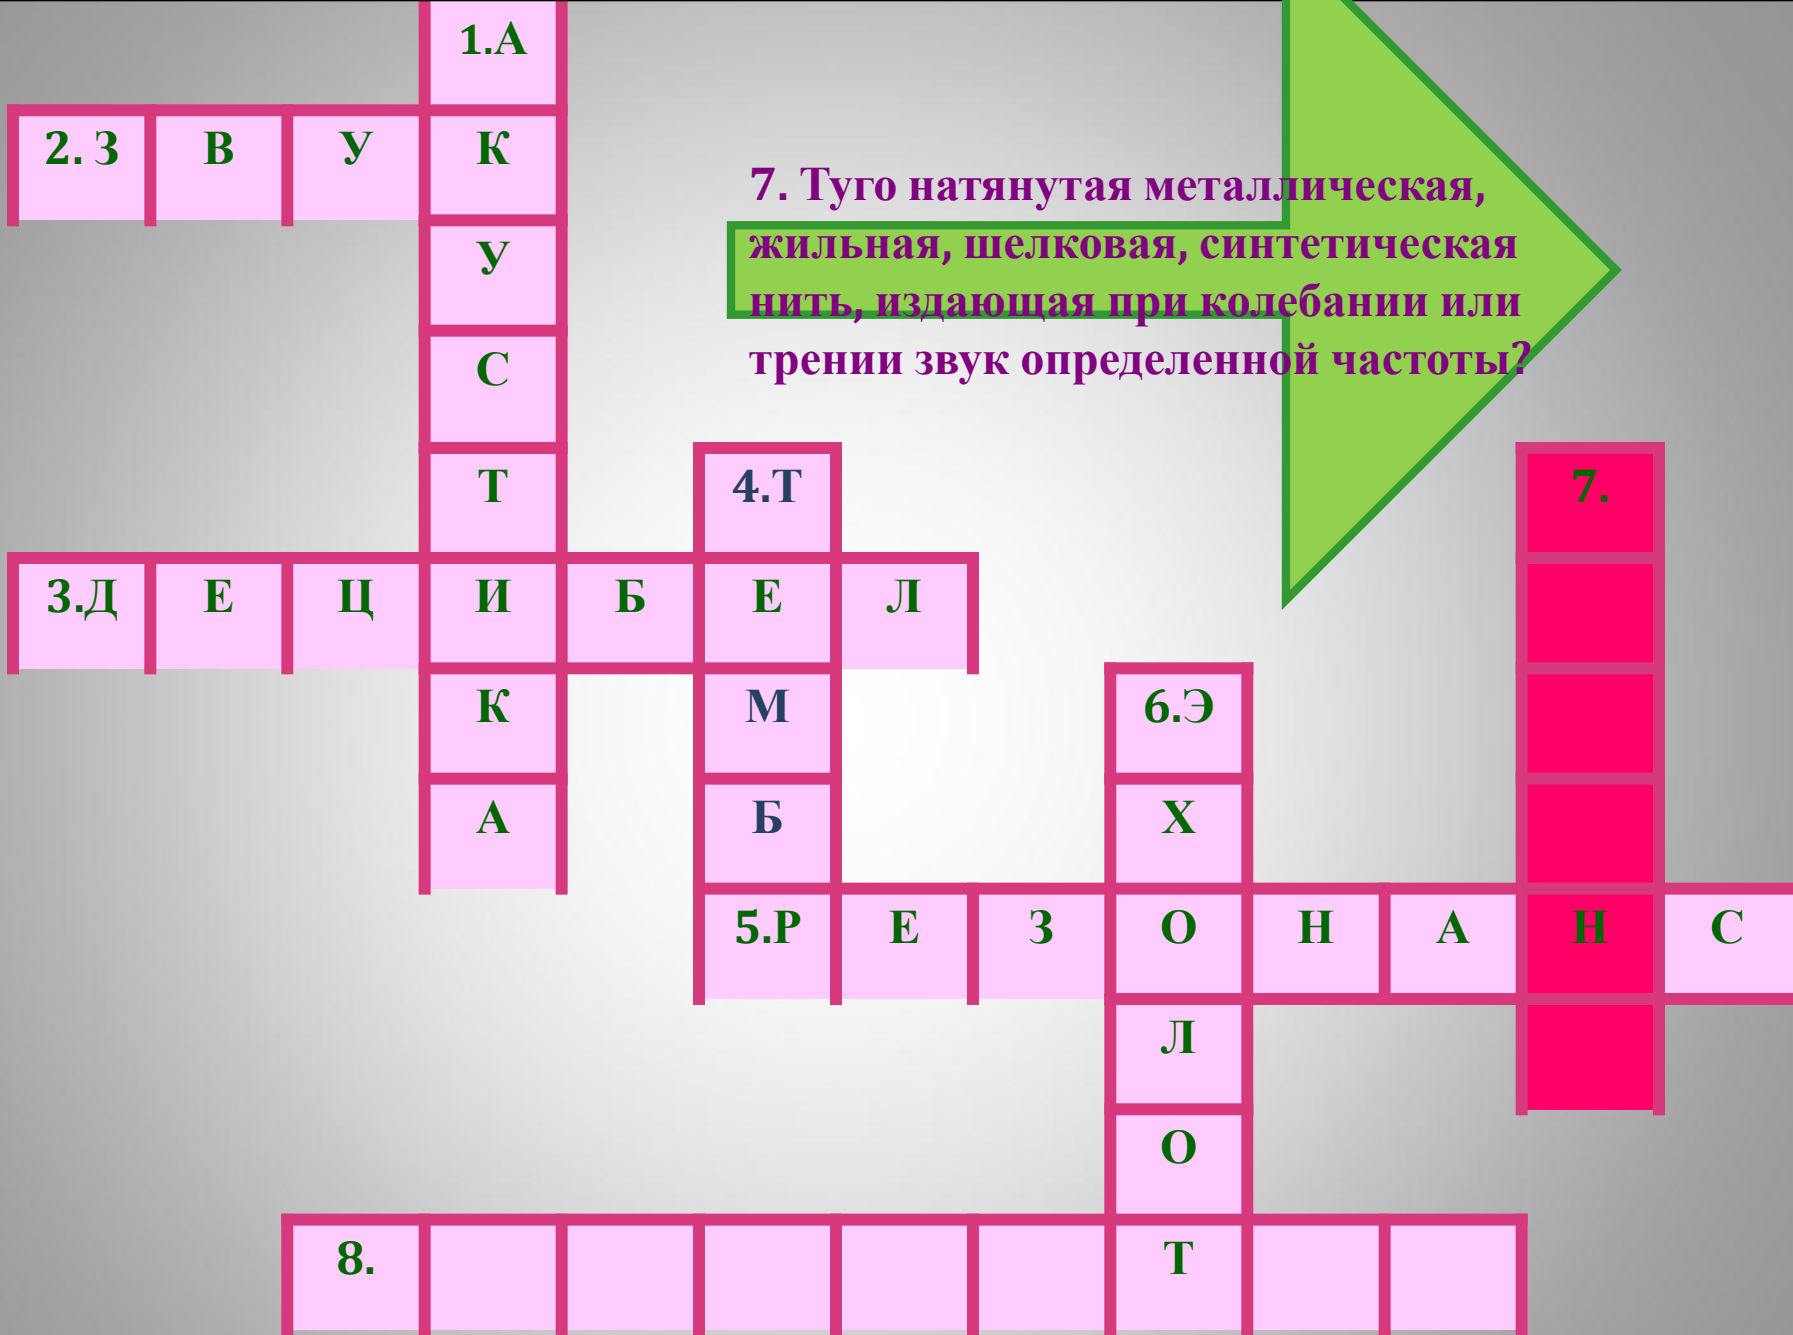 1.А
2. З В У К
У
7. Туго натянутая металлическая,
жильная, шелковая, синтетическая
нить, издающая при колебании или
трении звук определенной частоты?
С
Т 4.Т 7.
3.Д Е Ц И Б Е Л
К М 6.Э
А Б Х
5.Р Е З О Н А Н С
Л
О
8. Т